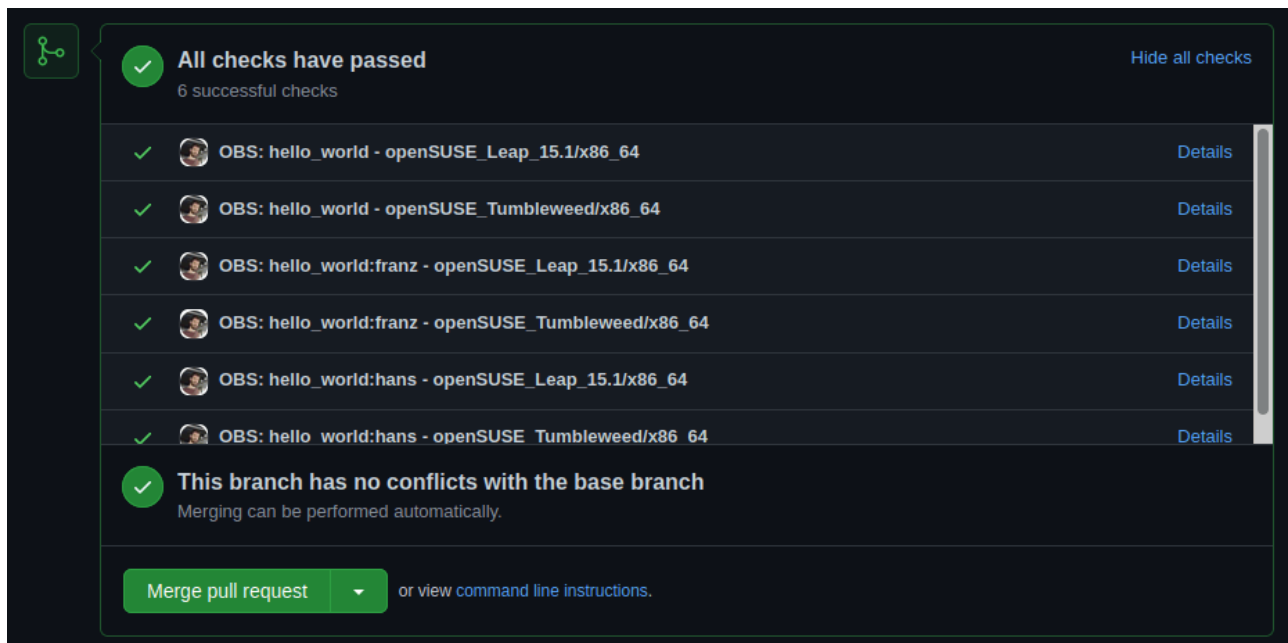 All checks have passed
Hide all checks
6 successful checks
OBS: hello_world - openSUSE_Leap_15.1/x86_64 Details
OBS: hello_world - openSUSE_Tumbleweed/x86_64 Details
OBS: hello_world:franz - openSUSE_Leap_15.1/x86_64 Details
OBS: hello_world:franz - openSUSE_Tumbleweed/x86_64 Details
OBS: hello_world:hans - openSUSE_Leap_15.1/x86_64 Details
OBS: hello_world:hans - openSUSE_Tumbleweed/x86_64 Details
This branch has no conflicts with the base branch
Merging can be performed automatically.
Merge pull request or view command line instructions.